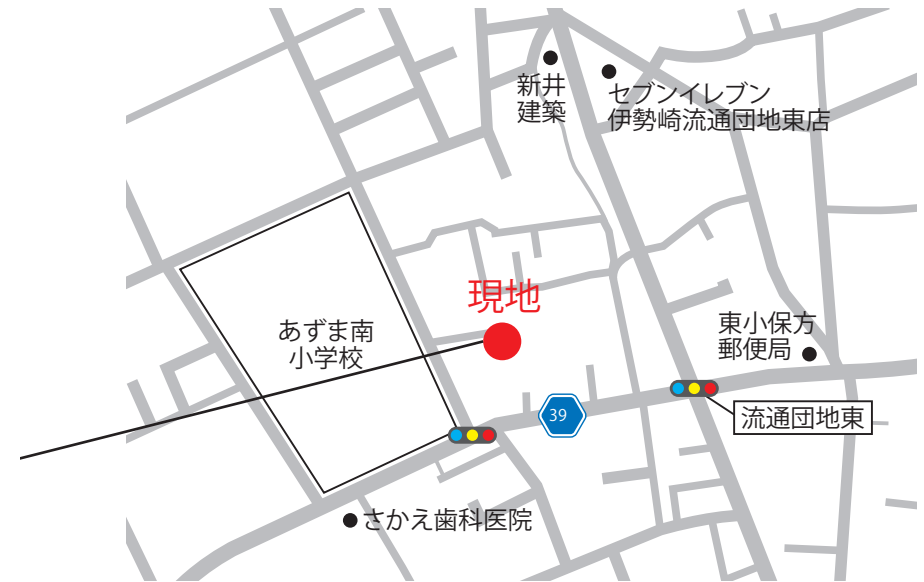 新井
建築
セブンイレブン
伊勢崎流通団地東店
現地
あずま南
小学校
東小保方
郵便局
39
流通団地東
さかえ歯科医院